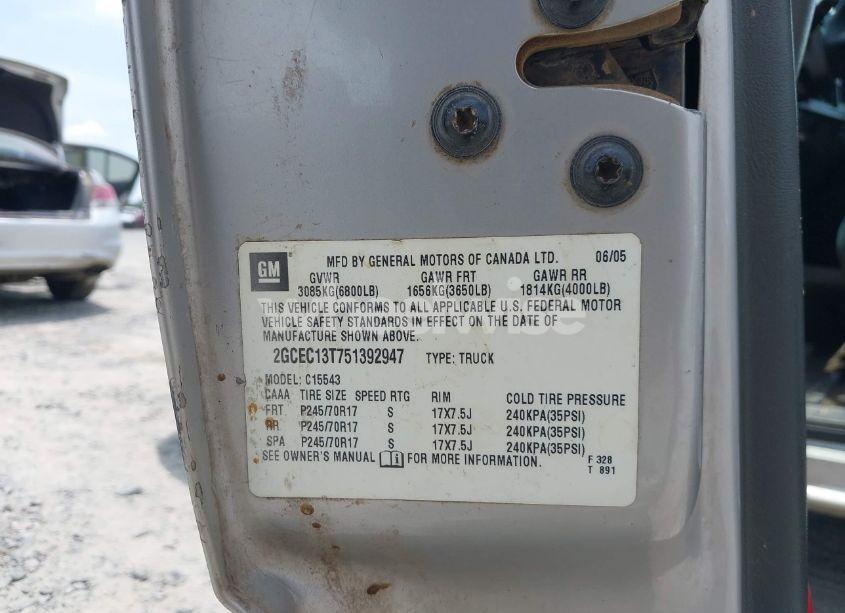 GM
MFD BY GENERAL MOTORS OF CANADA LTD. 06/05
GVWR GAWR FRT GAWR RR
3085KG(6800LB) 1656KG(3650LB) 1814KG(4000LB)
THIS VEHICLE CONFORMS TO ALL APPLICABLE U.S. FEDERAL MOTOR
VEHICLE SAFETY STANDARDS IN EFFECT ON THE DATE OF
MANUFACTURE SHOWN ABOVE.
2GCEC13T751392947 TYPE: TRUCK
MODEL: C15543
CAAA TIRE SIZE SPEED RTG RIM COLD TIRE PRESSURE
FRT P245/70R17 S 17X7.5J 240KPA(35PSI)
RR P245/70R17 S 17X7.5J 240KPA(35PSI)
SPA P245/70R17 S 17X7.5J 240KPA(35PSI)
SEE OWNER'S MANUAL FOR MORE INFORMATION.
F 328
T 891